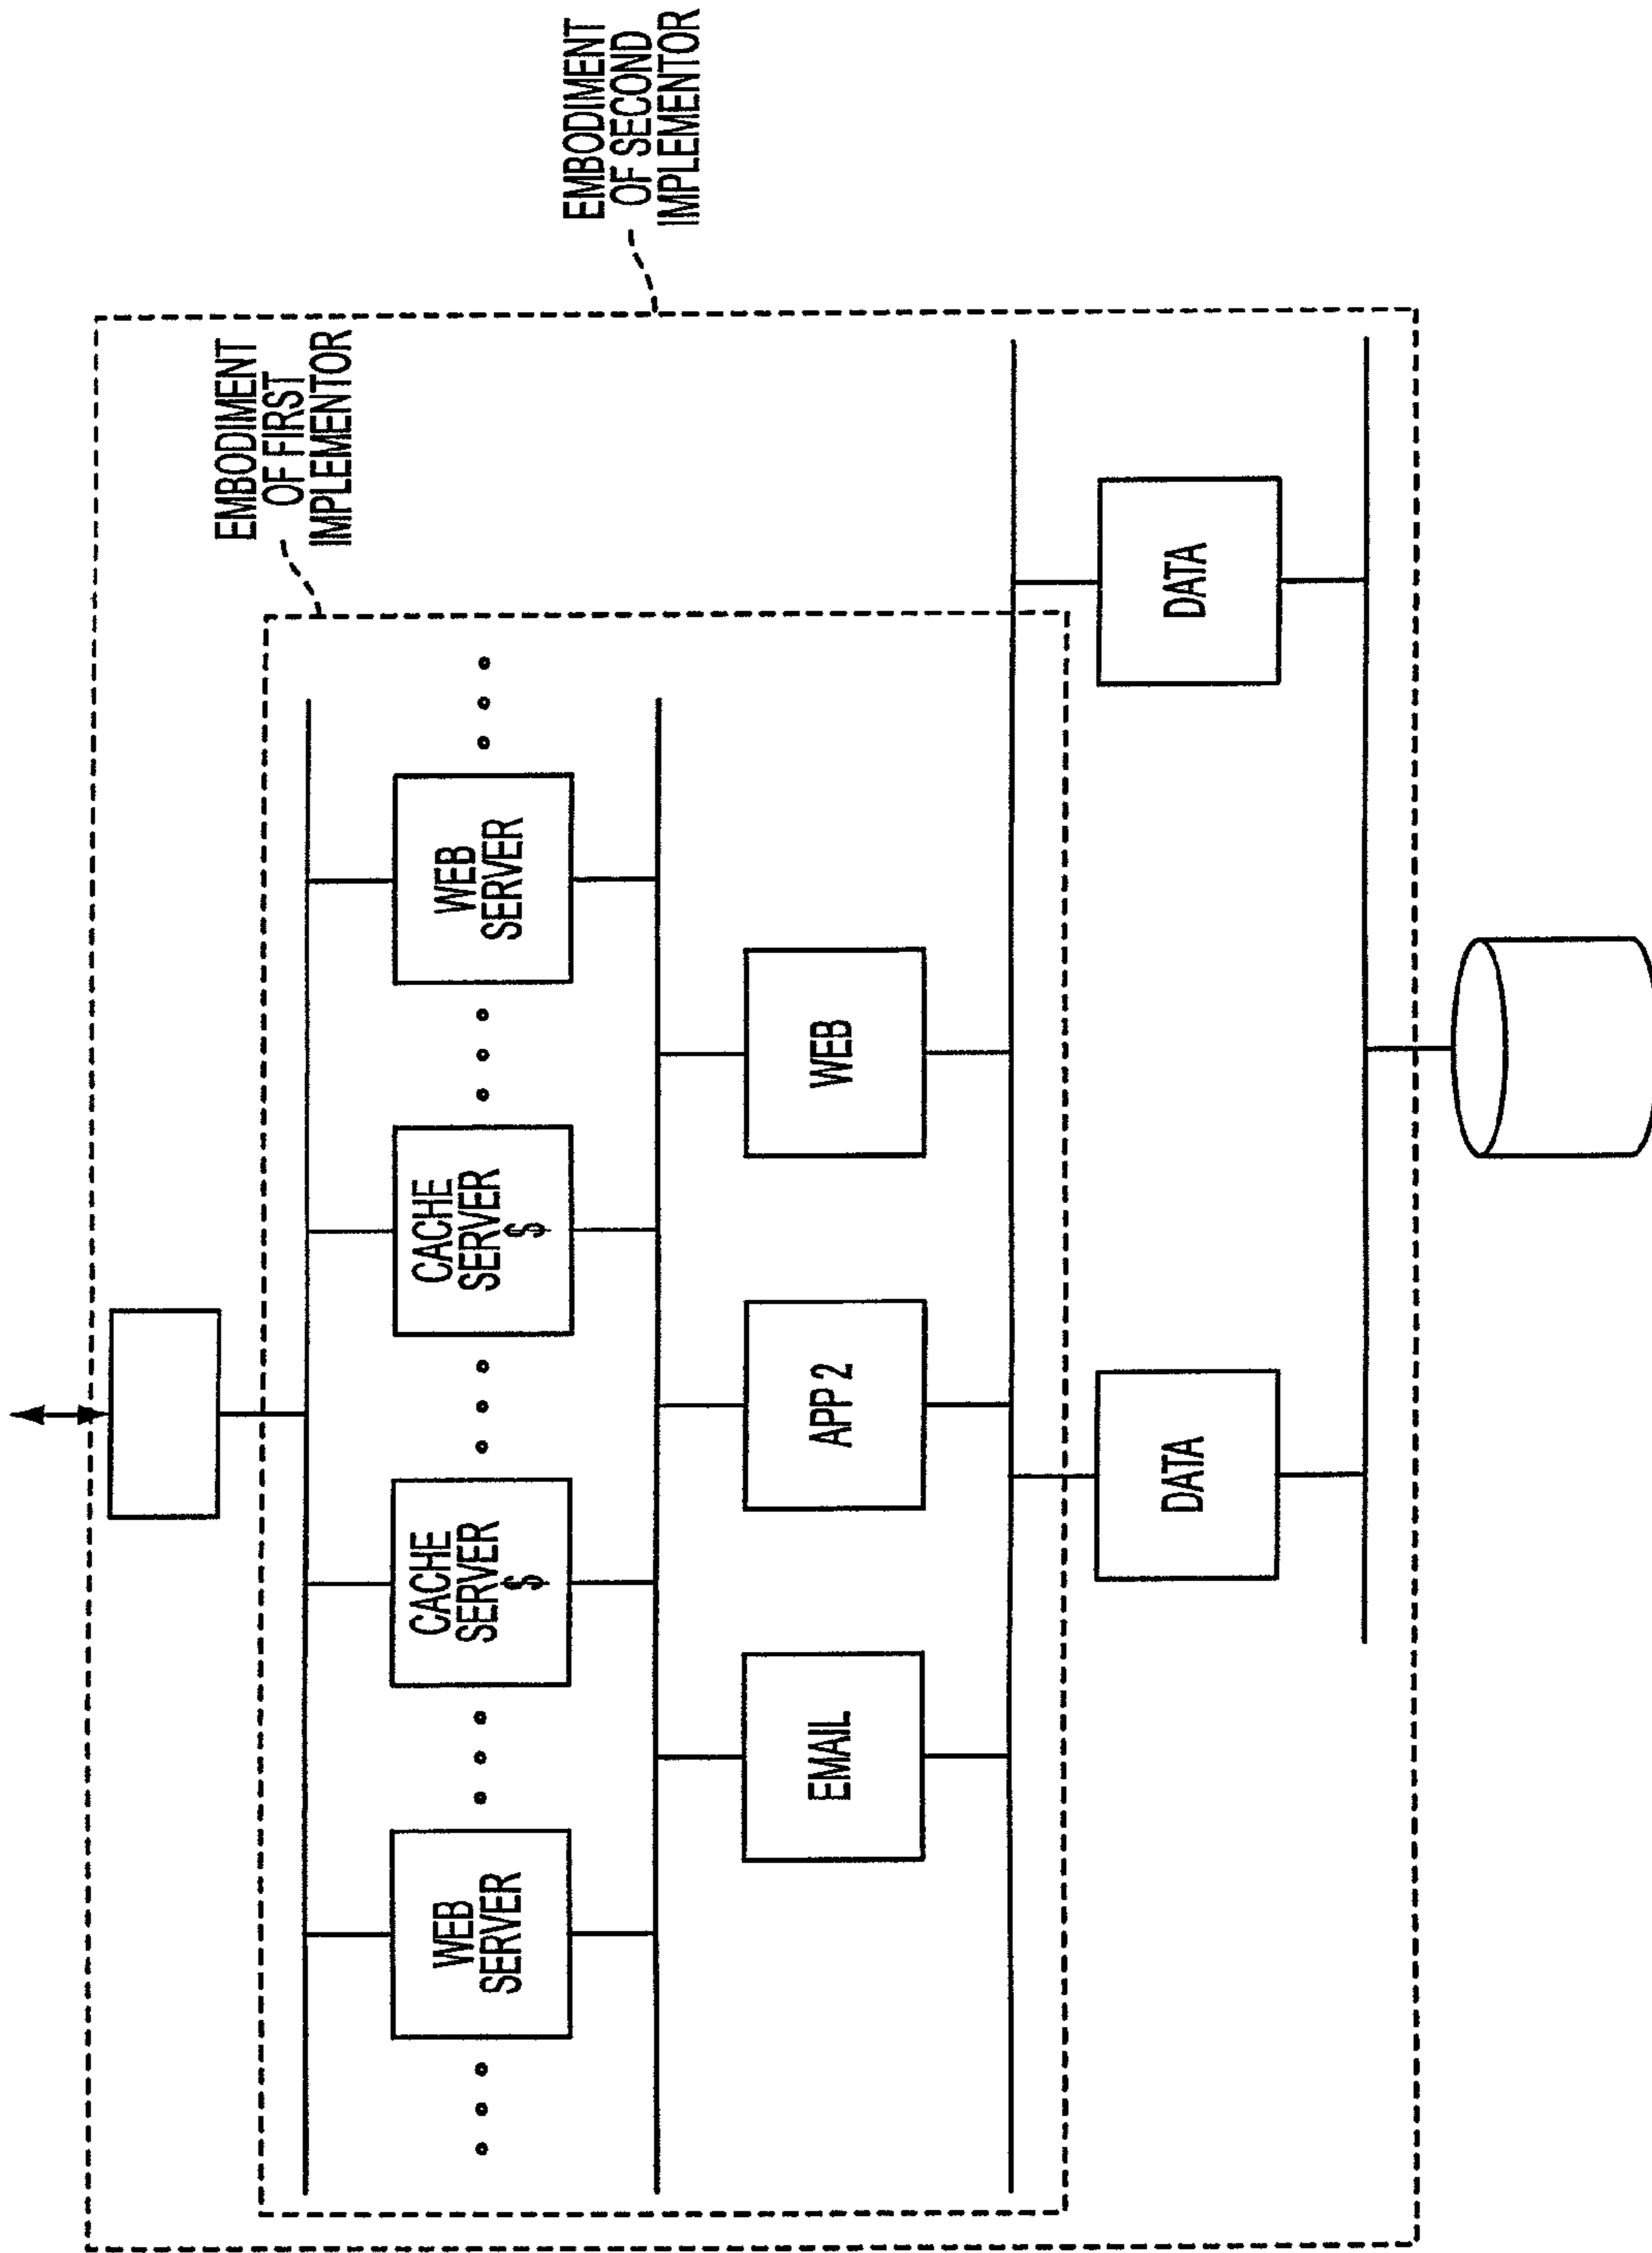 EMBODIMENT
OF SECOND
IMPLEMENTOR
EMBODIMENT
OF FIRST
IMPLEMENTOR
WEB
SERVER
CACHE
SERVER
$
CACHE
SERVER
$
WEB
SERVER
WEB
APP 2
EMAIL
DATA
DATA